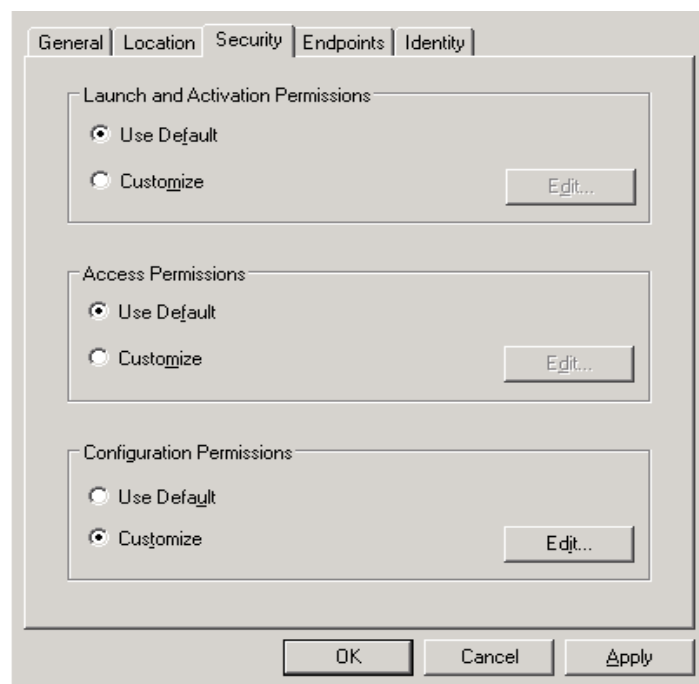 General Location Security Endpoints Identity
Launch and Activation Permissions
Use Default
Customize
Edit...
Access Permissions
Use Default
Customize
Edit...
Configuration Permissions
Use Default
Customize
Edit...
OK Cancel Apply